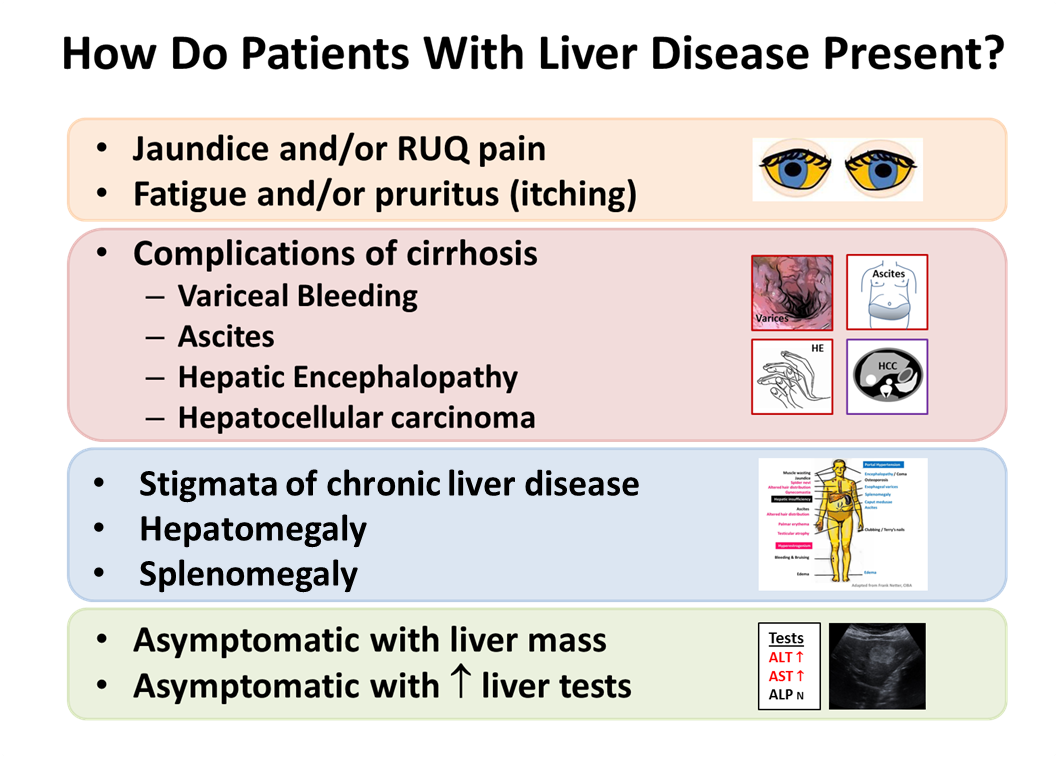 How Do Patients With Liver Disease Present?
• Jaundice and/or RUQ pain
• Fatigue and/or pruritus (itching)
• Complications of cirrhosis
– Variceal Bleeding
– Ascites
– Hepatic Encephalopathy
– Hepatocellular carcinoma
Varices
Ascites
HE
HCC
• Stigmata of chronic liver disease
• Hepatomegaly
• Splenomegaly
Muscle wasting
Jaundice
Spider nevi
Altered hair distribution
Gynecomastia
Hepatic Insufficiency
Ascites
Altered hair distribution
Palmar erythema
Testicular atrophy
Hyperestrogenism
Bleeding & Bruising
Edema
Portal Hypertension
Encephalopathy / Coma
Osteoporosis
Esophageal varices
Splenomegaly
Caput medusae
Ascites
Clubbing / Terry's nails
Edema
Adapted from Frank Netter, CIBA
• Asymptomatic with liver mass
• Asymptomatic with ↑ liver tests
Tests
ALT ↑
AST ↑
ALP N